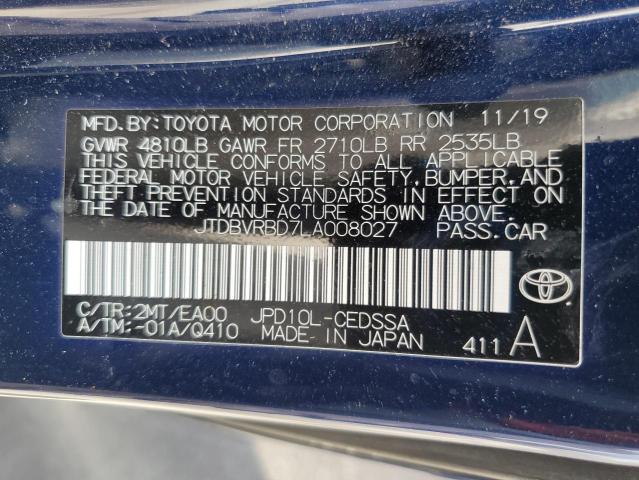 MFD. BY:TOYOTA MOTOR CORPORATION 11/19
GVWR 4810LB GAWR FR 2710LB RR 2535LB
THIS VEHICLE CONFORMS TO ALL APPLICABLE
FEDERAL MOTOR VEHICLE SAFETY, BUMPER, AND
THEFT PREVENTION STANDARDS IN EFFECT ON
THE DATE OF MANUFACTURE SHOWN ABOVE.
JTDBVRBD7LA008027 PASS.CAR
C/TR:2MT/EA00 JPD10L-CEDSSA
A/TM:-01A/Q410 MADE IN JAPAN 411 A